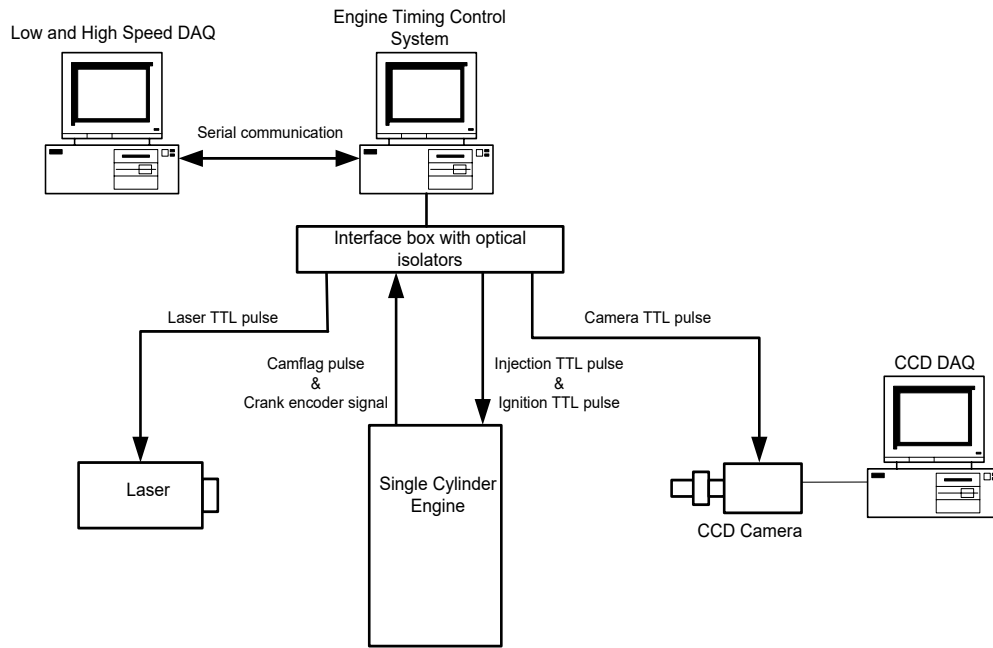 Low and High Speed DAQ
Engine Timing Control
System
Serial communication
Interface box with optical
isolators
Laser TTL pulse
Camflag pulse
&
Crank encoder signal
Injection TTL pulse
&
Ignition TTL pulse
Camera TTL pulse
CCD DAQ
Laser
Single Cylinder
Engine
CCD Camera